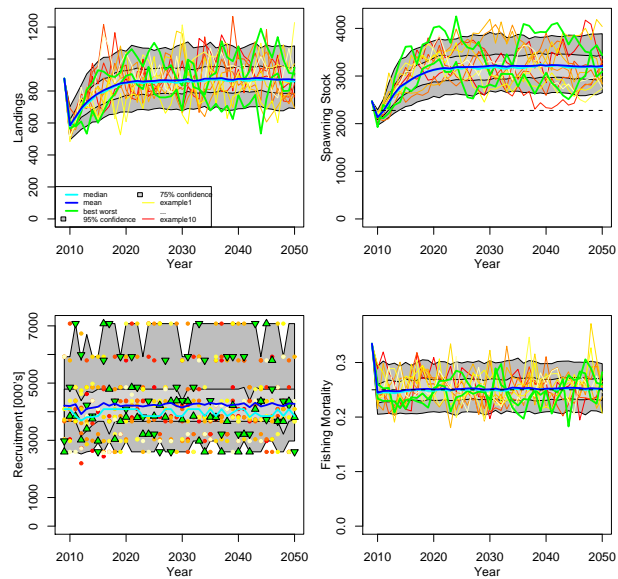 1200
1000
800
600
400
200
0
Landings
median
mean
best worst
95% confidence
75% confidence
example1
...
example10
2010 2020 2030 2040 2050
Year
4000
3000
2000
1000
0
Spawning Stock
2010 2020 2030 2040 2050
Year
7000
5000
3000
1000
0
Recruitment [0000's]
2010 2020 2030 2040 2050
Year
0.3
0.2
0.1
0.0
Fishing Mortality
2010 2020 2030 2040 2050
Year